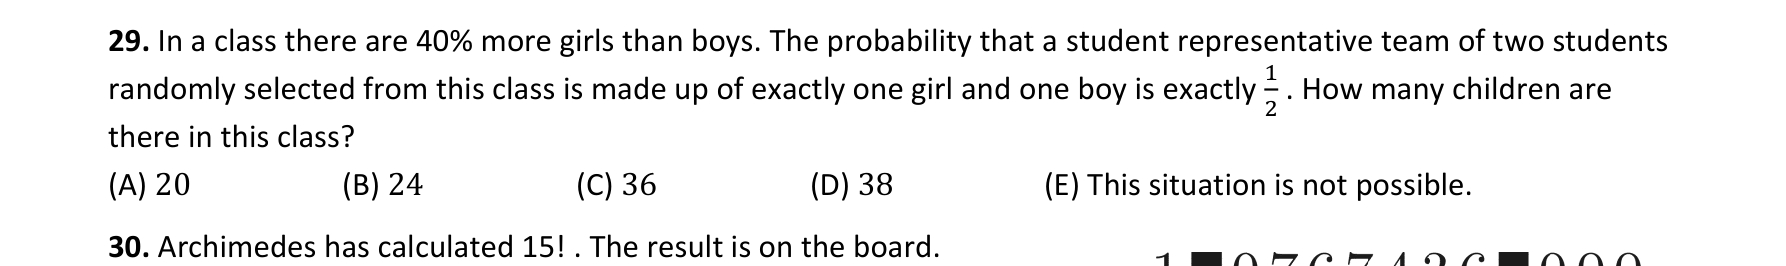 29. In a class there are 40% more girls than boys. The probability that a student representative team of two students
randomly selected from this class is made up of exactly one girl and one boy is exactly 1/2 . How many children are
there in this class?
(A) 20 (B) 24 (C) 36 (D) 38 (E) This situation is not possible.
30. Archimedes has calculated 15! . The result is on the board.